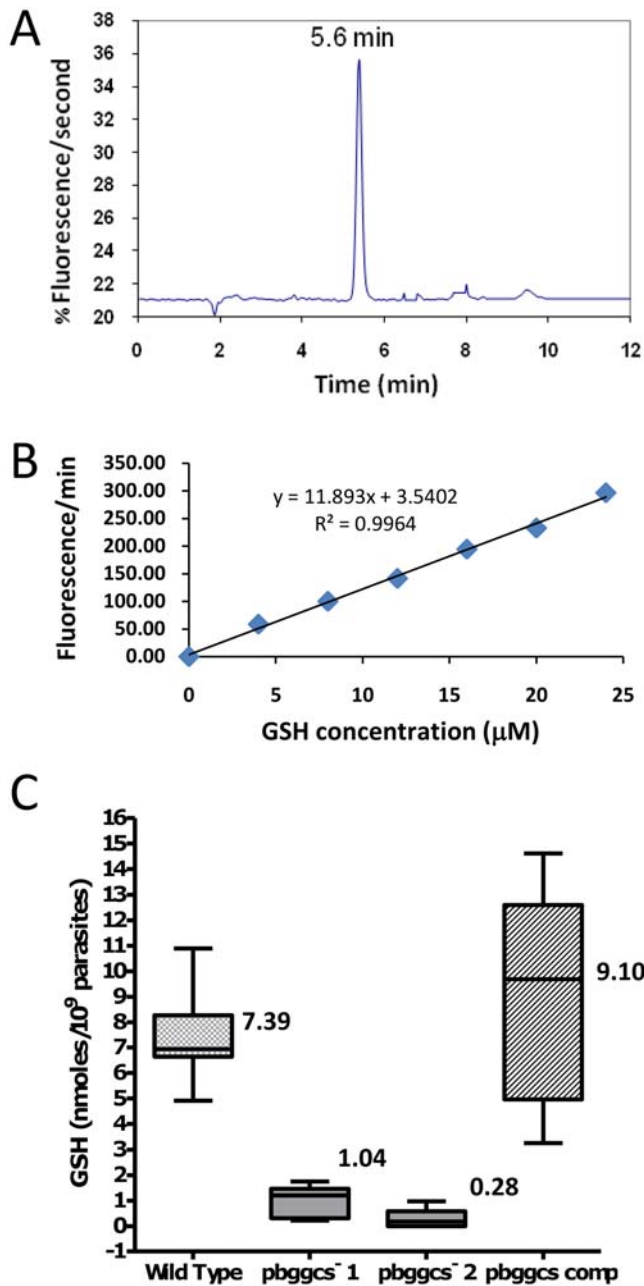 A
38
36
34
32
30
28
26
24
22
20
% Fluorescence/second
5.6 min
0 2 4 6 8 10 12
Time (min)
B
350.00
300.00
250.00
200.00
150.00
100.00
50.00
0.00
Fluorescence/min
y = 11.893x + 3.5402
R² = 0.9964
0 5 10 15 20 25
GSH concentration (μM)
C
16
15
14
13
12
11
10
9
8
7
6
5
4
3
2
1
0
-1
GSH (nmoles/10⁹ parasites)
7.39
1.04
0.28
9.10
Wild Type pbggcs⁻ 1 pbggcs⁻ 2 pbggcs comp